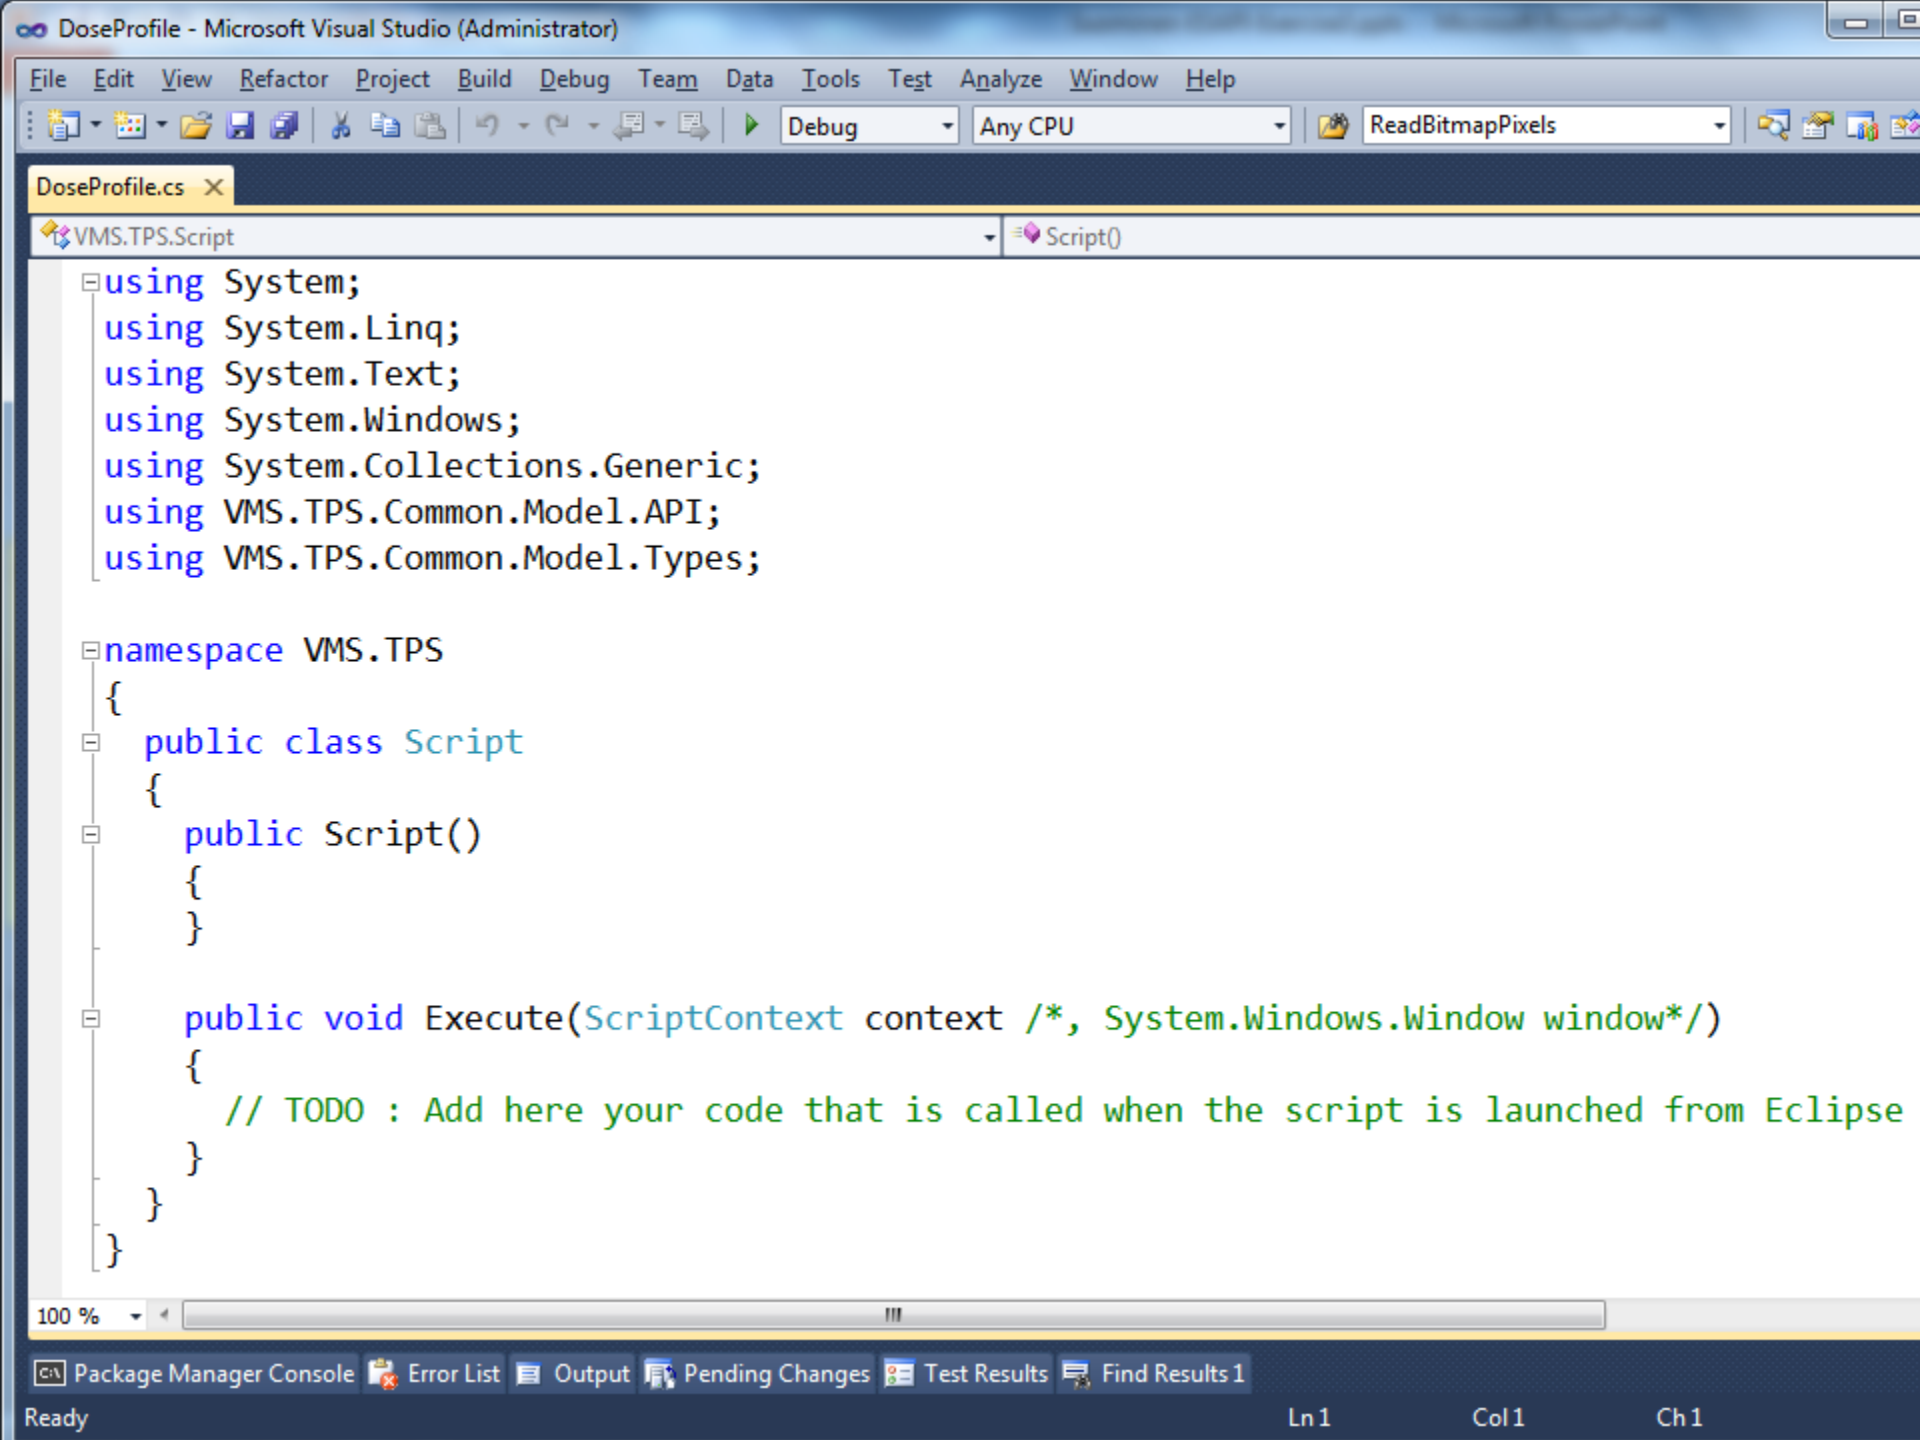 DoseProfile - Microsoft Visual Studio (Administrator)
File Edit View Refactor Project Build Debug Team Data Tools Test Analyze Window Help
Debug Any CPU ReadBitmapPixels
DoseProfile.cs
VMS.TPS.Script Script()
using System;
using System.Linq;
using System.Text;
using System.Windows;
using System.Collections.Generic;
using VMS.TPS.Common.Model.API;
using VMS.TPS.Common.Model.Types;
namespace VMS.TPS
{
public class Script
{
public Script()
{
}
public void Execute(ScriptContext context /*, System.Windows.Window window*/)
{
// TODO : Add here your code that is called when the script is launched from Eclipse
}
}
}
100 %
Package Manager Console Error List Output Pending Changes Test Results Find Results 1
Ready Ln 1 Col 1 Ch 1